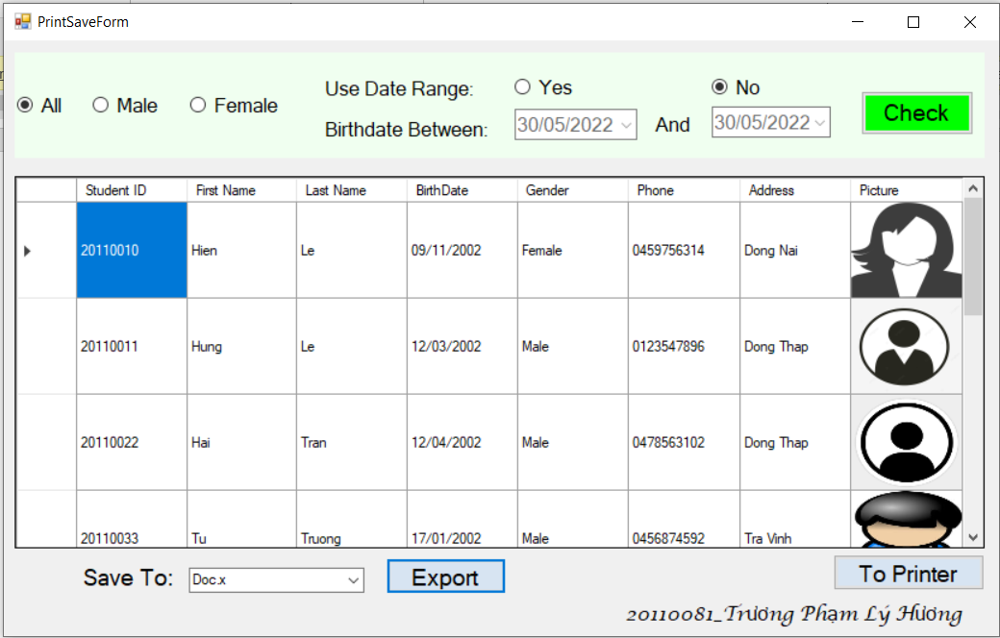 PrintSaveForm
Use Date Range: Yes No
All Male Female Check
Birthdate Between: 30/05/2022 And 30/05/2022
Student ID First Name Last Name BirthDate Gender Phone Address Picture
20110010 Hien Le 09/11/2002 Female 0459756314 Dong Nai
20110011 Hung Le 12/03/2002 Male 0123547896 Dong Thap
20110022 Hai Tran 12/04/2002 Male 0478563102 Dong Thap
20110033 Tu Truong 17/01/2002 Male 0456874592 Tra Vinh
Save To: Doc.x Export To Printer
20110081_Trương Phạm Lý Hương